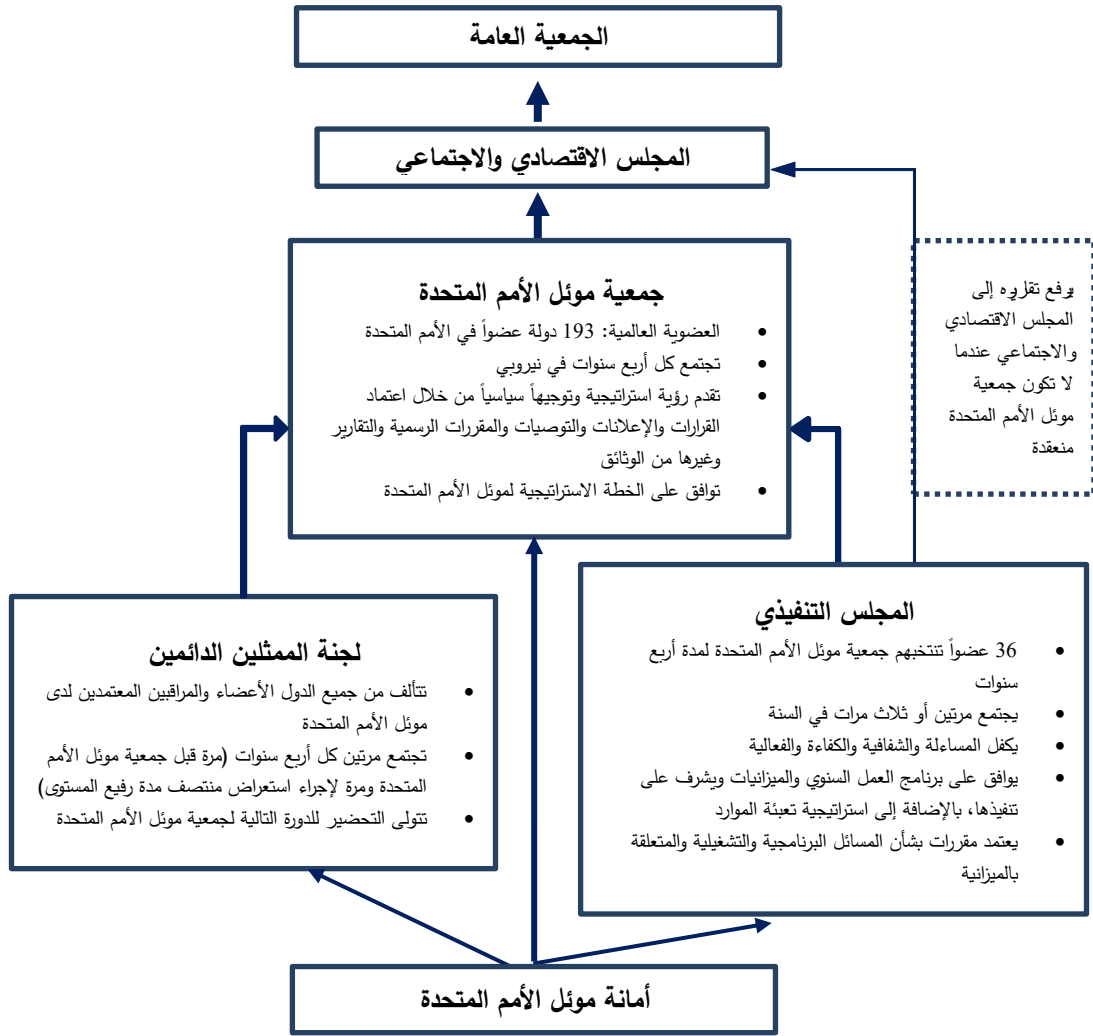 الجمعية العامة
المجلس الاقتصادي والاجتماعي
جمعية موئل الأمم المتحدة
• العضوية العالمية: 193 دولة عضواً في الأمم المتحدة
• تجتمع كل أربع سنوات في نيروبي
• تقدم رؤية استراتيجية وتوجيهاً سياسياً من خلال اعتماد
القرارات والإعلانات والتوصيات والمقررات الرسمية والتقارير
وغيرها من الوثائق
• توافق على الخطة الاستراتيجية لموئل الأمم المتحدة
يرفع تقاريره إلى
المجلس الاقتصادي
والاجتماعي عندما
لا تكون جمعية
موئل الأمم المتحدة
منعقدة
المجلس التنفيذي
• 36 عضواً تنتخبهم جمعية موئل الأمم المتحدة لمدة أربع
سنوات
• يجتمع مرتين أو ثلاث مرات في السنة
• يكفل المساءلة والشفافية والكفاءة والفعالية
• يوافق على برنامج العمل السنوي والميزانيات ويشرف على
تنفيذها، بالإضافة إلى استراتيجية تعبئة الموارد
• يعتمد مقررات بشأن المسائل البرنامجية والتشغيلية والمتعلقة
بالميزانية
لجنة الممثلين الدائمين
• تتألف من جميع الدول الأعضاء والمراقبين المعتمدين لدى
موئل الأمم المتحدة
• تجتمع مرتين كل أربع سنوات (مرة قبل جمعية موئل الأمم
المتحدة ومرة لإجراء استعراض منتصف مدة رفيع المستوى)
• تتولى التحضير للدورة التالية لجمعية موئل الأمم المتحدة
أمانة موئل الأمم المتحدة